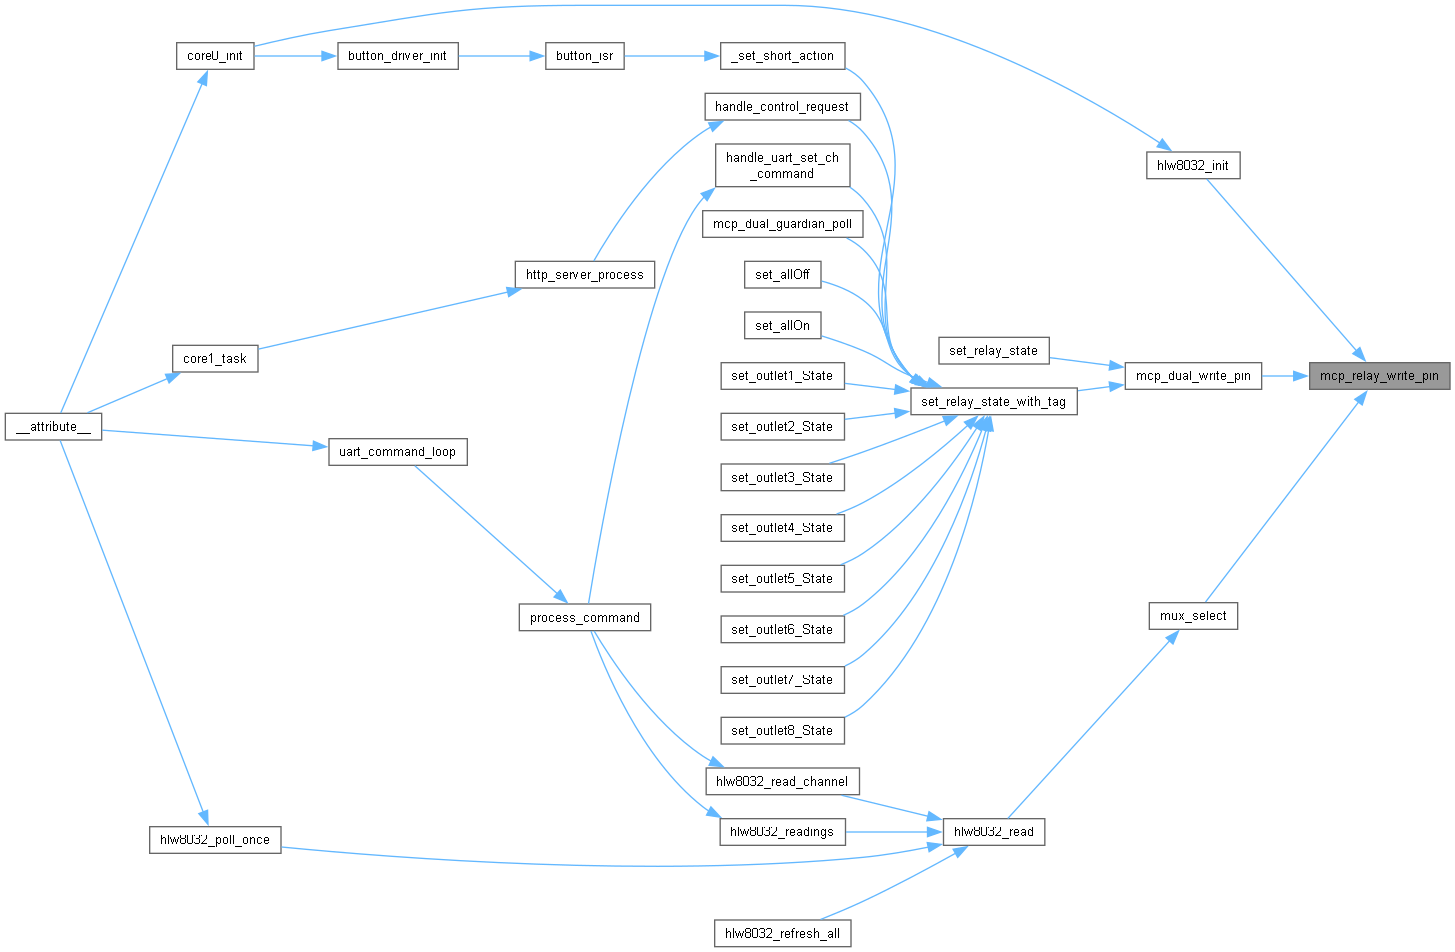 core0_init
button_driver_init
button_isr
_set_short_action
handle_control_request
handle_uart_set_ch
_command
hlw8032_init
mcp_dual_guardian_poll
http_server_process
set_allOff
set_allOn
set_relay_state
core1_task
set_outlet1_State
mcp_dual_write_pin
mcp_relay_write_pin
set_relay_state_with_tag
__attribute__
set_outlet2_State
uart_command_loop
set_outlet3_State
set_outlet4_State
set_outlet5_State
process_command
mux_select
set_outlet6_State
set_outlet7_State
set_outlet8_State
hlw8032_read_channel
hlw8032_poll_once
hlw8032_readings
hlw8032_read
hlw8032_refresh_all